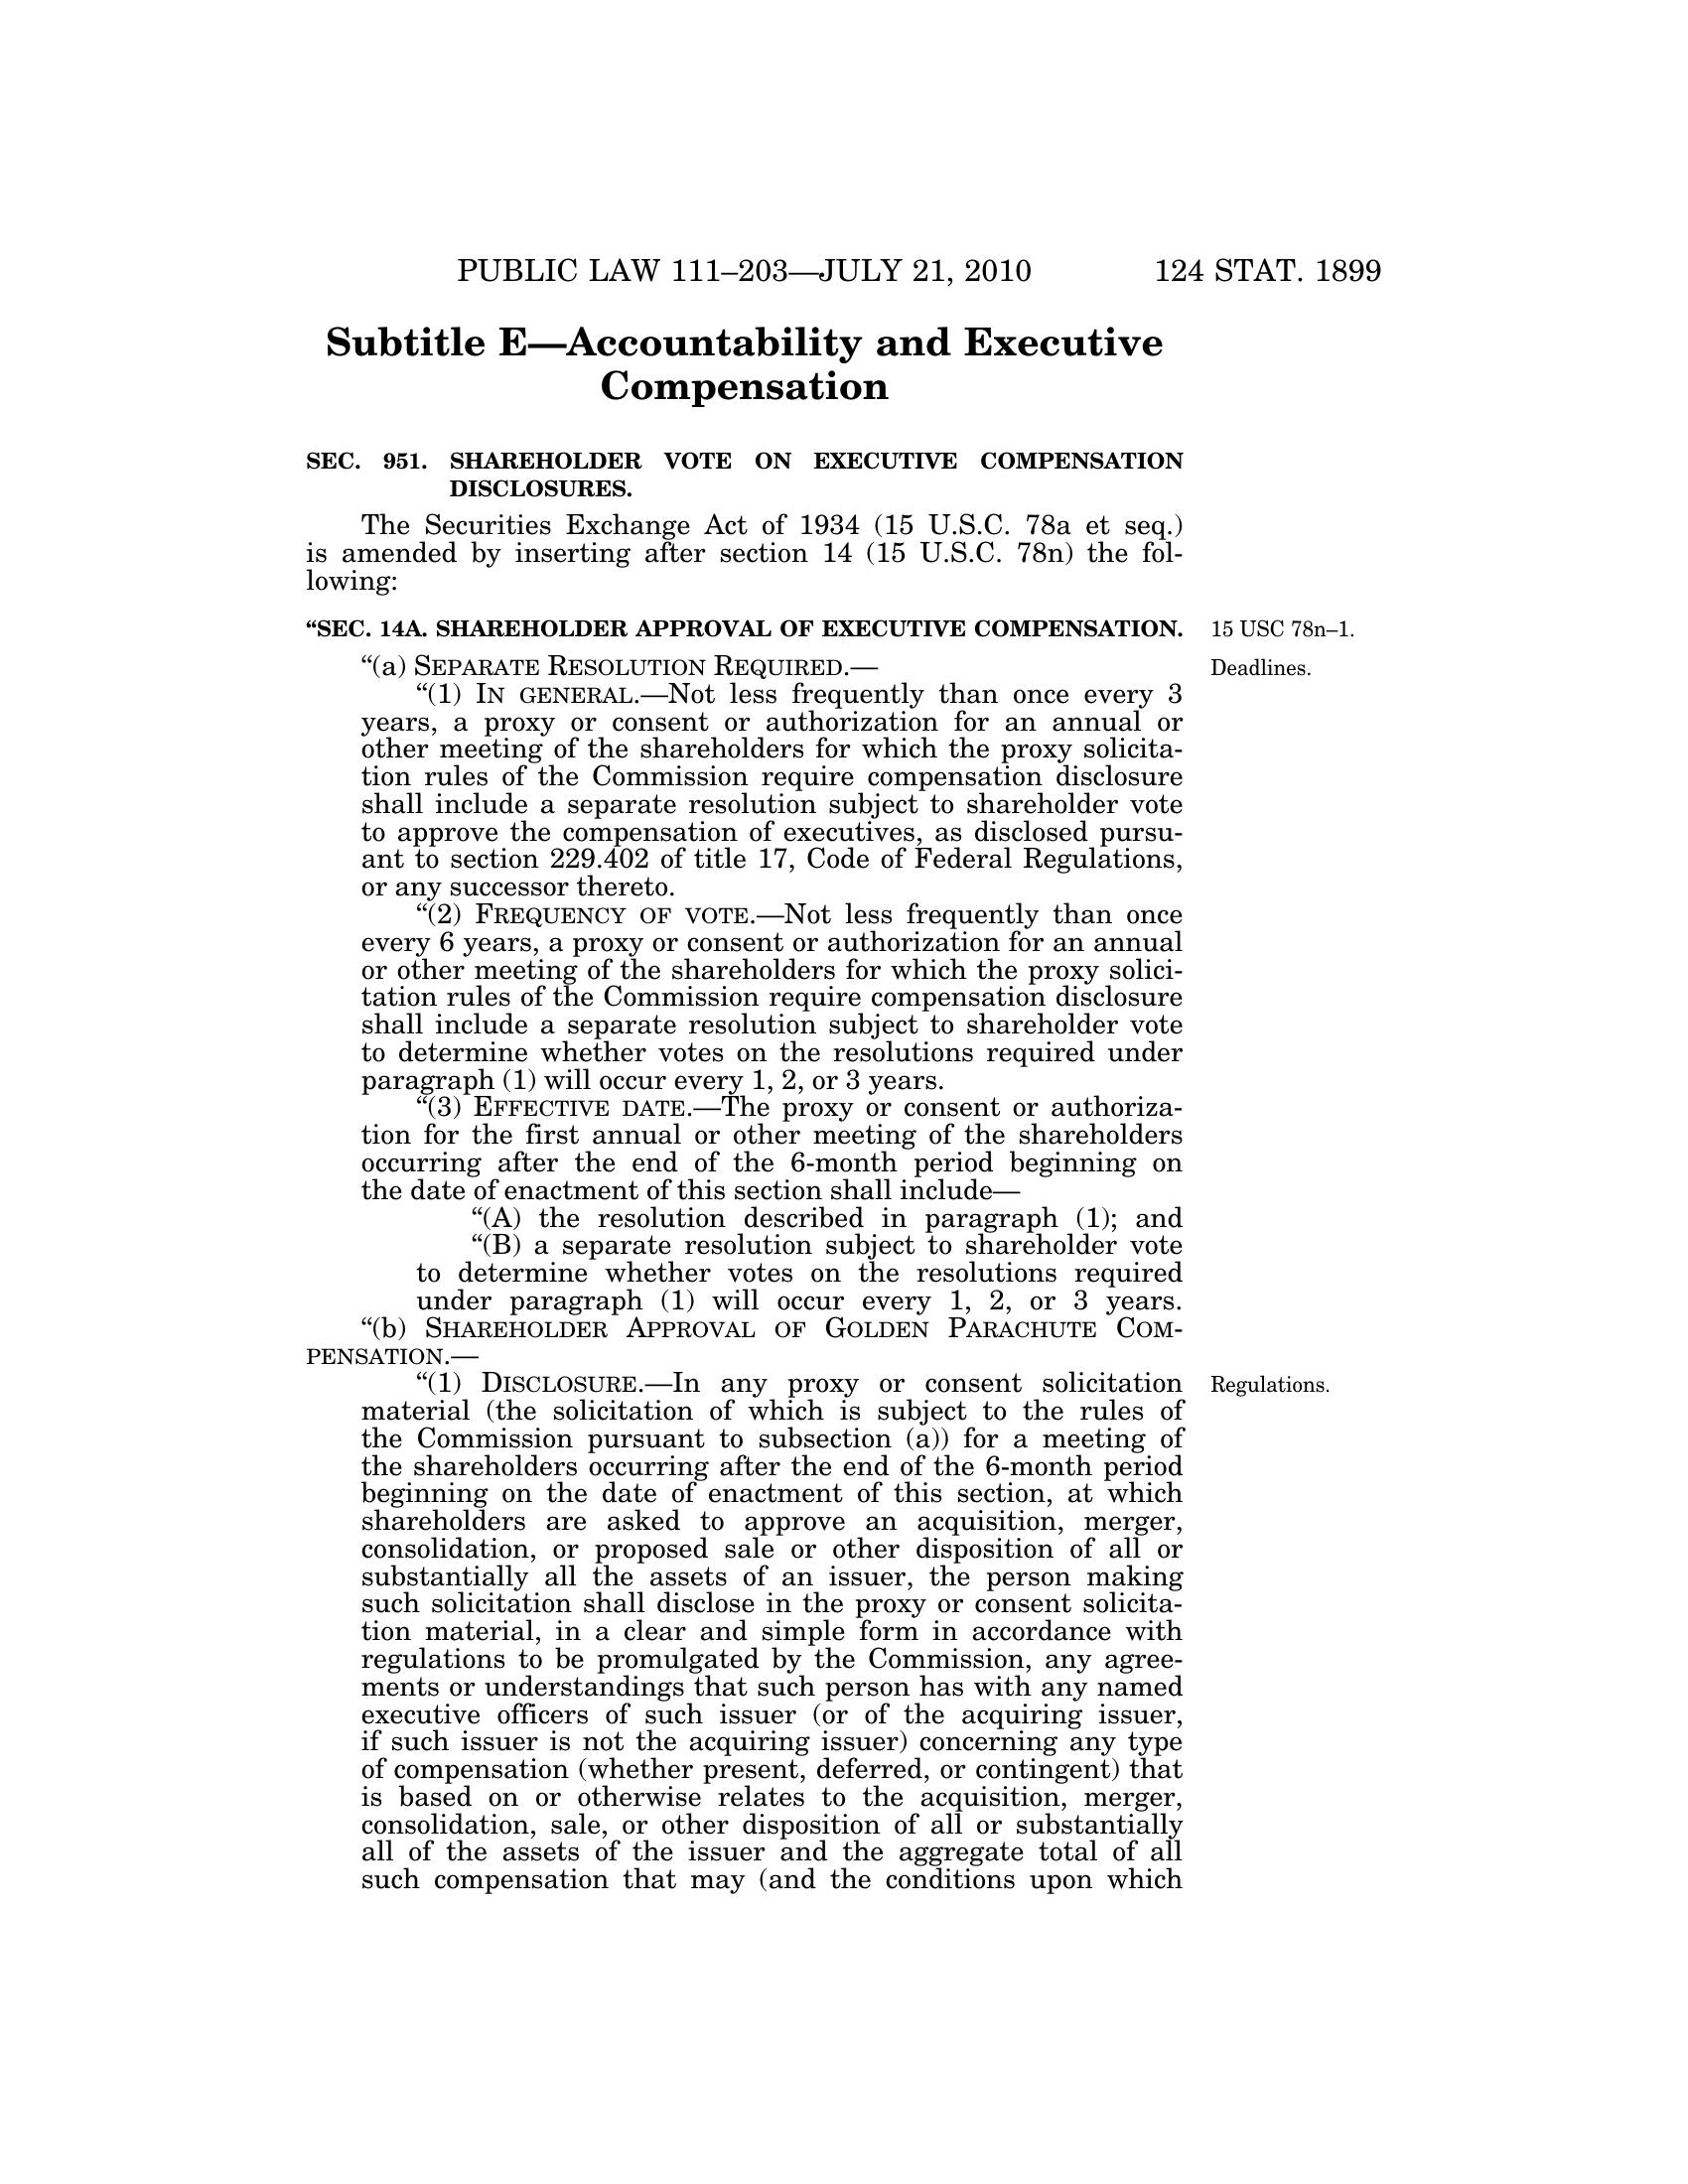 PUBLIC LAW 111–203—JULY 21, 2010 124 STAT. 1899
Subtitle E—Accountability and Executive
Compensation
SEC. 951. SHAREHOLDER VOTE ON EXECUTIVE COMPENSATION
DISCLOSURES.
The Securities Exchange Act of 1934 (15 U.S.C. 78a et seq.)
is amended by inserting after section 14 (15 U.S.C. 78n) the fol-
lowing:
“SEC. 14A. SHAREHOLDER APPROVAL OF EXECUTIVE COMPENSATION. 15 USC 78n–1.
“(a) SEPARATE RESOLUTION REQUIRED.— Deadlines.
“(1) IN GENERAL.—Not less frequently than once every 3
years, a proxy or consent or authorization for an annual or
other meeting of the shareholders for which the proxy solicita-
tion rules of the Commission require compensation disclosure
shall include a separate resolution subject to shareholder vote
to approve the compensation of executives, as disclosed pursu-
ant to section 229.402 of title 17, Code of Federal Regulations,
or any successor thereto.
“(2) FREQUENCY OF VOTE.—Not less frequently than once
every 6 years, a proxy or consent or authorization for an annual
or other meeting of the shareholders for which the proxy solici-
tation rules of the Commission require compensation disclosure
shall include a separate resolution subject to shareholder vote
to determine whether votes on the resolutions required under
paragraph (1) will occur every 1, 2, or 3 years.
“(3) EFFECTIVE DATE.—The proxy or consent or authoriza-
tion for the first annual or other meeting of the shareholders
occurring after the end of the 6-month period beginning on
the date of enactment of this section shall include—
“(A) the resolution described in paragraph (1); and
“(B) a separate resolution subject to shareholder vote
to determine whether votes on the resolutions required
under paragraph (1) will occur every 1, 2, or 3 years.
“(b) SHAREHOLDER APPROVAL OF GOLDEN PARACHUTE COM-
PENSATION.—
“(1) DISCLOSURE.—In any proxy or consent solicitation Regulations.
material (the solicitation of which is subject to the rules of
the Commission pursuant to subsection (a)) for a meeting of
the shareholders occurring after the end of the 6-month period
beginning on the date of enactment of this section, at which
shareholders are asked to approve an acquisition, merger,
consolidation, or proposed sale or other disposition of all or
substantially all the assets of an issuer, the person making
such solicitation shall disclose in the proxy or consent solicita-
tion material, in a clear and simple form in accordance with
regulations to be promulgated by the Commission, any agree-
ments or understandings that such person has with any named
executive officers of such issuer (or of the acquiring issuer,
if such issuer is not the acquiring issuer) concerning any type
of compensation (whether present, deferred, or contingent) that
is based on or otherwise relates to the acquisition, merger,
consolidation, sale, or other disposition of all or substantially
all of the assets of the issuer and the aggregate total of all
such compensation that may (and the conditions upon which